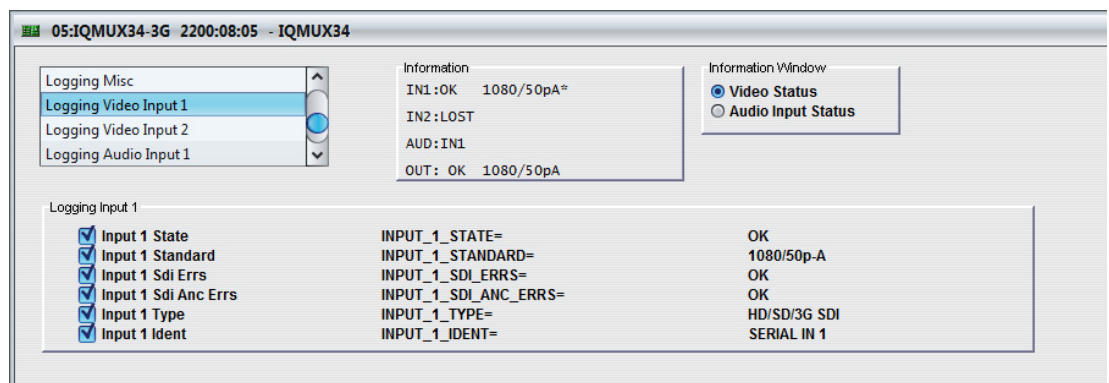 05:IQMUX34-3G 2200:08:05 - IQMUX34
Logging Misc
Logging Video Input 1
Logging Video Input 2
Logging Audio Input 1
Information
IN1:OK 1080/50pA*
IN2:LOST
AUD:IN1
OUT: OK 1080/50pA
Information Window
Video Status
Audio Input Status
Logging Input 1
Input 1 State INPUT_1_STATE= OK
Input 1 Standard INPUT_1_STANDARD= 1080/50p-A
Input 1 Sdi Errs INPUT_1_SDI_ERRS= OK
Input 1 Sdi Anc Errs INPUT_1_SDI_ANC_ERRS= OK
Input 1 Type INPUT_1_TYPE= HD/SD/3G SDI
Input 1 Ident INPUT_1_IDENT= SERIAL IN 1